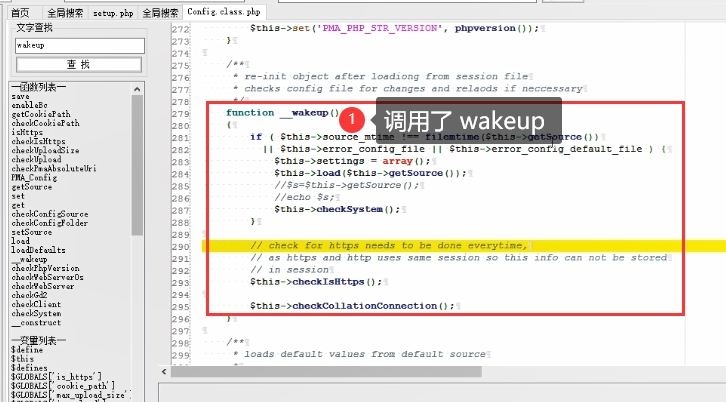 首页 全局搜索 setup.php 全局搜索 Config.class.php
文字查找
wakeup
查 找
—函数列表—
save
enableBc
getCookiePath
checkCookiePath
isHttps
checkIsHttps
checkUploadSize
checkUpload
checkPmaAbsoluteUri
PMA_Config
getSource
set
get
checkConfigSource
checkConfigFolder
setSource
load
loadDefaults
__wakeup
checkPhpVersion
checkWebServerOs
checkWebServer
checkGd2
checkClient
checkSystem
__construct
—变量列表—
$define
$this
$defines
$GLOBALS['is_https']
$GLOBALS['cookie_path']
$GLOBALS['max_upload_size']
272 $this->set('PMA_PHP_STR_VERSION', phpversion());
273 }
274
275 /**
276 * re-init object after loadiong from session file
277 * checks config file for changes and relaods if neccessary
278 */
279 function __wakeup()
280 {
281 if ( $this->source_mtime !== filemtime($this->getSource())
282 || $this->error_config_file || $this->error_config_default_file ) {
283 $this->settings = array();
284 $this->load($this->getSource());
285 //$s=$this->getSource();
286 //echo $s;
287 $this->checkSystem();
288 }
289
290 // check for https needs to be done everytime,
291 // as https and http uses same session so this info can not be stored
292 // in session
293 $this->checkIsHttps();
294
295 $this->checkCollationConnection();
296 }
297
298 /**
299 * loads default values from default source
1 调用了 wakeup